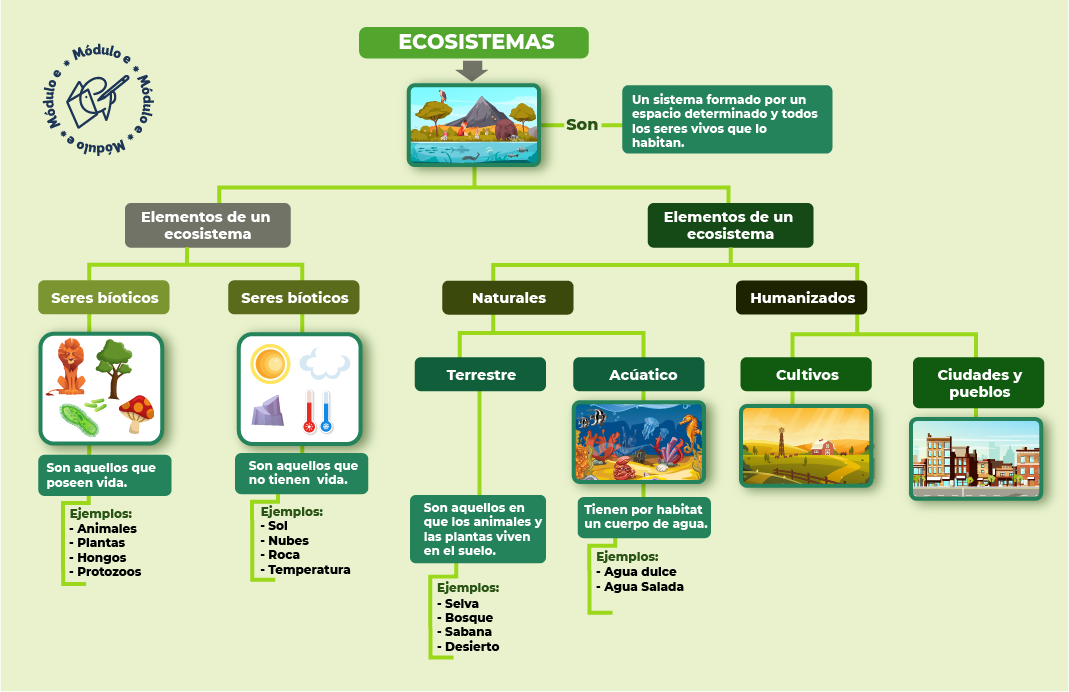 Módulo e * Módulo e * Módulo e * Módulo e *
ECOSISTEMAS
Son
Un sistema formado por un
espacio determinado y todos
los seres vivos que lo
habitan.
Elementos de un
ecosistema
Elementos de un
ecosistema
Seres bíoticos
Seres bíoticos
Naturales
Humanizados
Terrestre
Acúatico
Cultivos
Ciudades y
pueblos
Son aquellos que
poseen vida.
Ejemplos:
- Animales
- Plantas
- Hongos
- Protozoos
Son aquellos que
no tienen  vida.
Ejemplos:
- Sol
- Nubes
- Roca
- Temperatura
Son aquellos en
que los animales y
las plantas viven
en el suelo.
Ejemplos:
- Selva
- Bosque
- Sabana
- Desierto
Tienen por habitat
un cuerpo de agua.
Ejemplos:
- Agua dulce
- Agua Salada